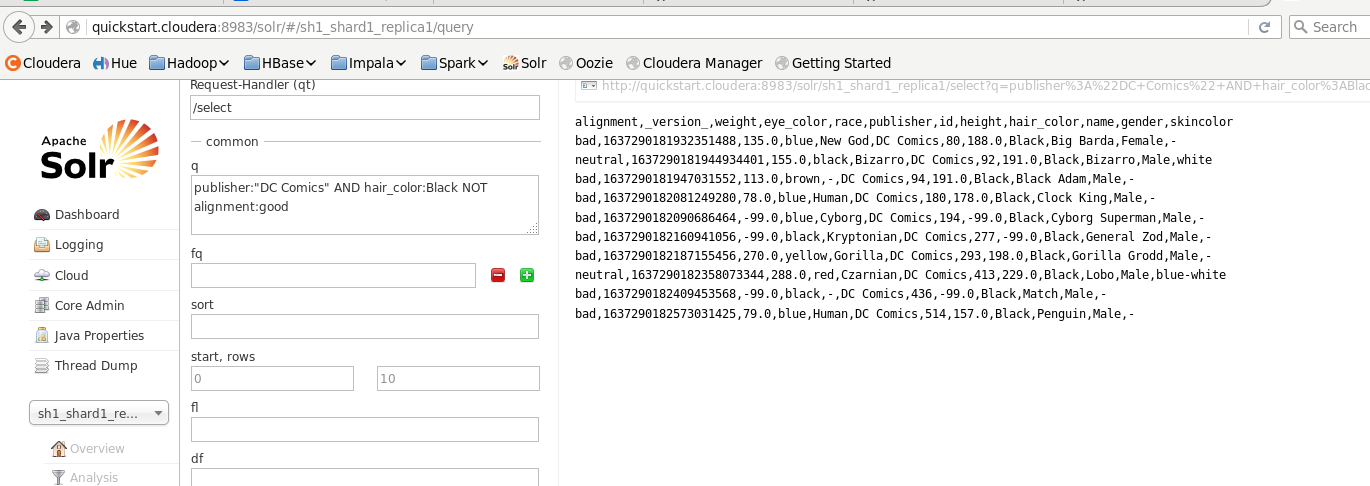 quickstart.cloudera:8983/solr/#/sh1_shard1_replica1/query
Search
Cloudera Hue Hadoop HBase Impala Spark Solr Oozie Cloudera Manager Getting Started
Apache
Solr
Dashboard
Logging
Cloud
Core Admin
Java Properties
Thread Dump
sh1_shard1_re...
Overview
Analysis
Request-Handler (qt)
/select
common
q
publisher:"DC Comics" AND hair_color:Black NOT
alignment:good
fq
sort
start, rows
0 10
fl
df
http://quickstart.cloudera:8983/solr/sh1_shard1_replica1/select?q=publisher%3A%22DC+Comics%22+AND+hair_color%3ABlac
alignment,_version_,weight,eye_color,race,publisher,id,height,hair_color,name,gender,skincolor
bad,1637290181932351488,135.0,blue,New God,DC Comics,80,188.0,Black,Big Barda,Female,-
neutral,1637290181944934401,155.0,black,Bizarro,DC Comics,92,191.0,Black,Bizarro,Male,white
bad,1637290181947031552,113.0,brown,-,DC Comics,94,191.0,Black,Black Adam,Male,-
bad,1637290182081249280,78.0,blue,Human,DC Comics,180,178.0,Black,Clock King,Male,-
bad,1637290182090686464,-99.0,blue,Cyborg,DC Comics,194,-99.0,Black,Cyborg Superman,Male,-
bad,1637290182160941056,-99.0,black,Kryptonian,DC Comics,277,-99.0,Black,General Zod,Male,-
bad,1637290182187155456,270.0,yellow,Gorilla,DC Comics,293,198.0,Black,Gorilla Grodd,Male,-
neutral,1637290182358073344,288.0,red,Czarnian,DC Comics,413,229.0,Black,Lobo,Male,blue-white
bad,1637290182409453568,-99.0,black,-,DC Comics,436,-99.0,Black,Match,Male,-
bad,1637290182573031425,79.0,blue,Human,DC Comics,514,157.0,Black,Penguin,Male,-